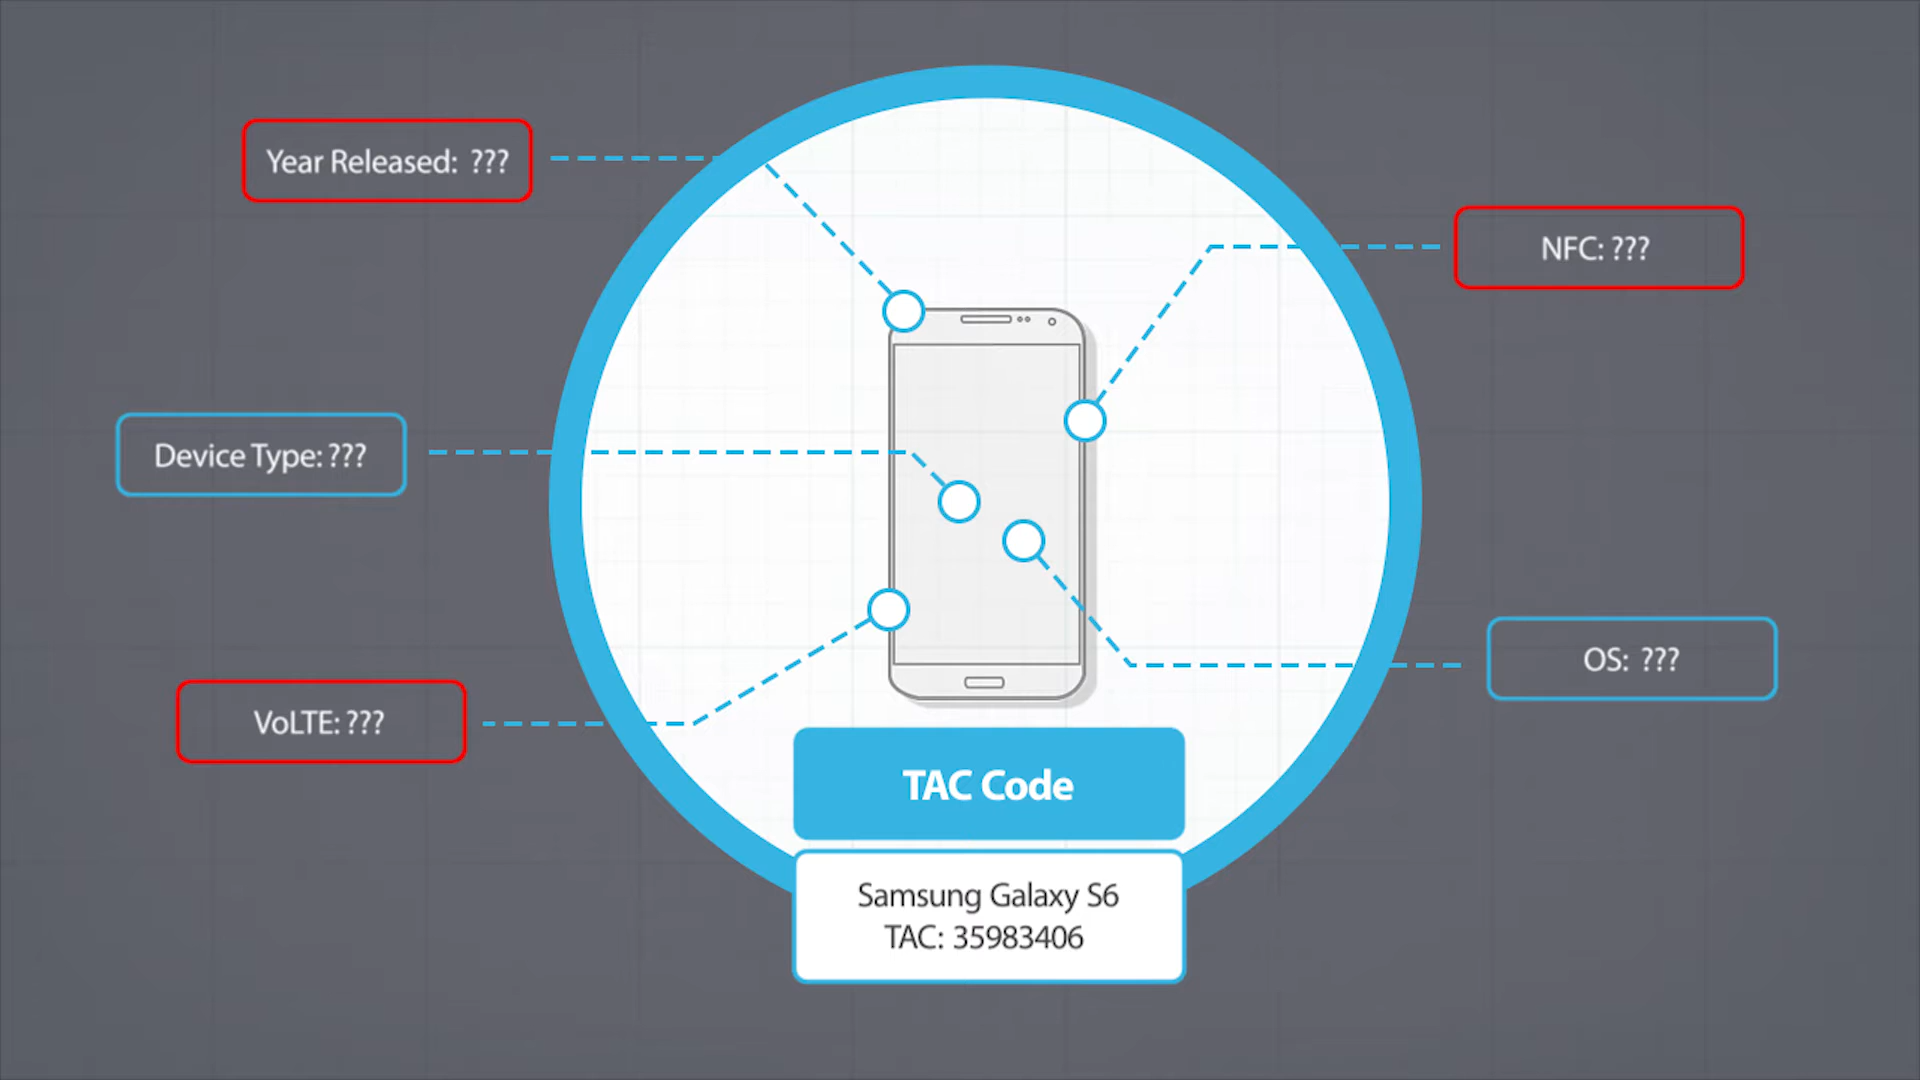 Year Released: ???
NFC: ???
Device Type: ???
OS: ???
VoLTE: ???
TAC Code
Samsung Galaxy S6
TAC: 35983406